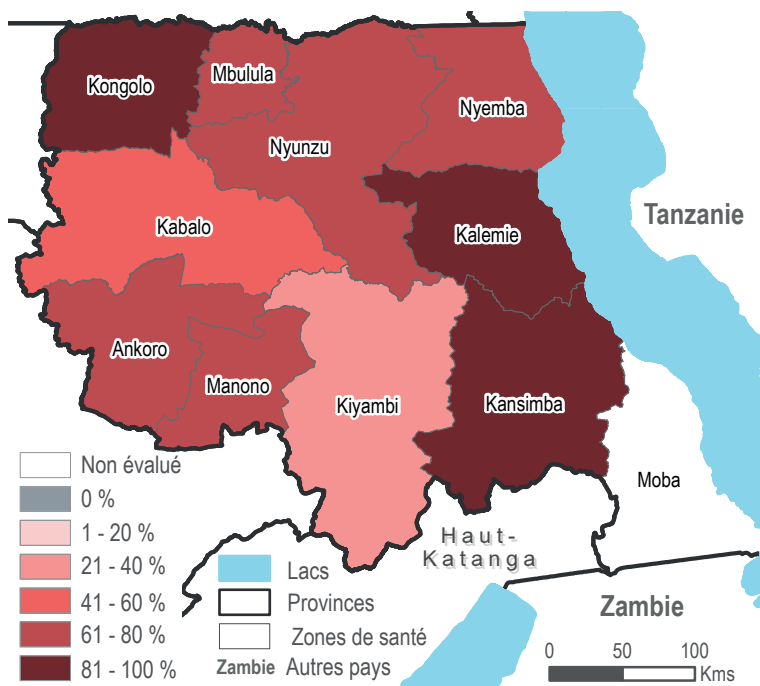 Kongolo
Mbulula
Nyemba
Nyunzu
Tanzanie
Kabalo
Kalemie
Ankoro
Manono
Kiyambi
Kansimba
Moba
Haut-
Katanga
Non évalué
0 %
1 - 20 %
21 - 40 %
41 - 60 %
61 - 80 %
81 - 100 %
Lacs
Provinces
Zones de santé
Zambie Autres pays
Zambie
0 50 100
Kms